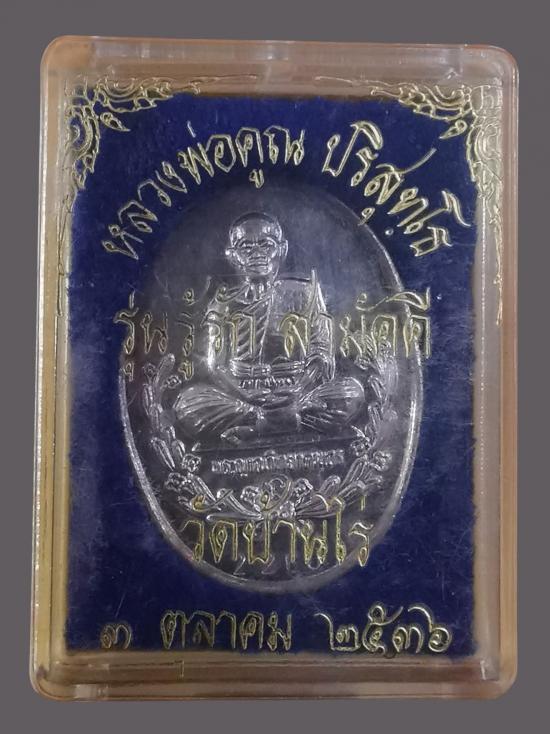 หลวงพ่อคูณ ปริสุทโธ
รุ่นรู้รัก สามัคคี
วัดบ้านไร่
๓ ตุลาคม ๒๕๓๖